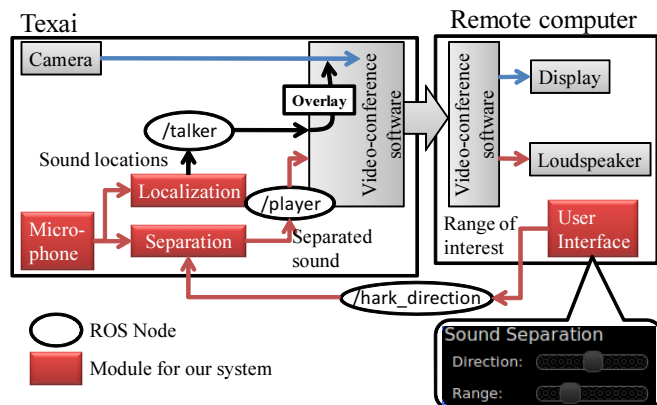 Texai
Remote computer
Camera
Overlay
Video-conference
software
/talker
Sound locations
Localization
/player
Micro-
phone
Separation
Separated
sound
Video-conference
software
Display
Loudspeaker
Range of
interest
User
Interface
/hark_direction
ROS Node
Module for our system
Sound Separation
Direction:
Range: